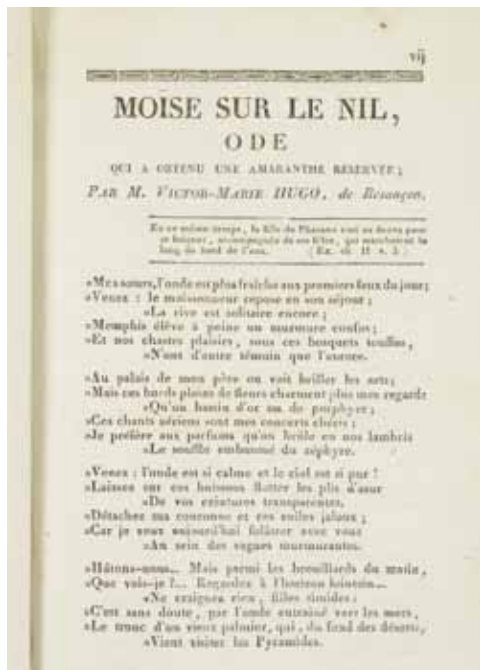 vij
MOISE SUR LE NIL,
ODE
QUI A OBTENU UNE AMARANTHE RÉSERVÉE;
PAR M. VICTOR-MARIE HUGO, de Besançon.
En ce même temps, la fille de Pharaon vint au fleuve pour
se baigner, accompagnée de ses filles, qui marchaient le
long du bord de l'eau. (Ex. ch. II v. 5.)
»Mes sœurs, l'onde est plus fraîche aux premiers feux du jour;
»Venez : le moissonneur repose en son séjour;
»La rive est solitaire encore;
»Memphis élève à peine un murmure confus;
»Et nos chastes plaisirs, sous ces bosquets touffus,
»N'ont d'autre témoin que l'aurore.
»Au palais de mon père on voit briller les arts;
»Mais ces bords pleins de fleurs charment plus mes regards
»Qu'un bassin d'or ou de porphyre;
»Ces chants aériens sont mes concerts chéris;
»Je préfère aux parfums qu'on brûle en nos lambris
»Le souffle embaumé du zéphyre.
»Venez : l'onde est si calme et le ciel est si pur !
»Laissez sur ces buissons flotter les plis d'azur
»De vos ceintures transparentes.
»Détachez ma couronne et ces voiles jaloux;
»Car je veux aujourd'hui folâtrer avec vous
»Au sein des vagues murmurantes.
»Hâtons-nous... Mais parmi les brouillards du matin,
»Que vois-je ?... Regardez à l'horizon lointain...
»Ne craignez rien, filles timides;
»C'est sans doute, par l'onde entraîné vers les mers,
»Le tronc d'un vieux palmier, qui, du fond des déserts,
»Vient visiter les Pyramides.